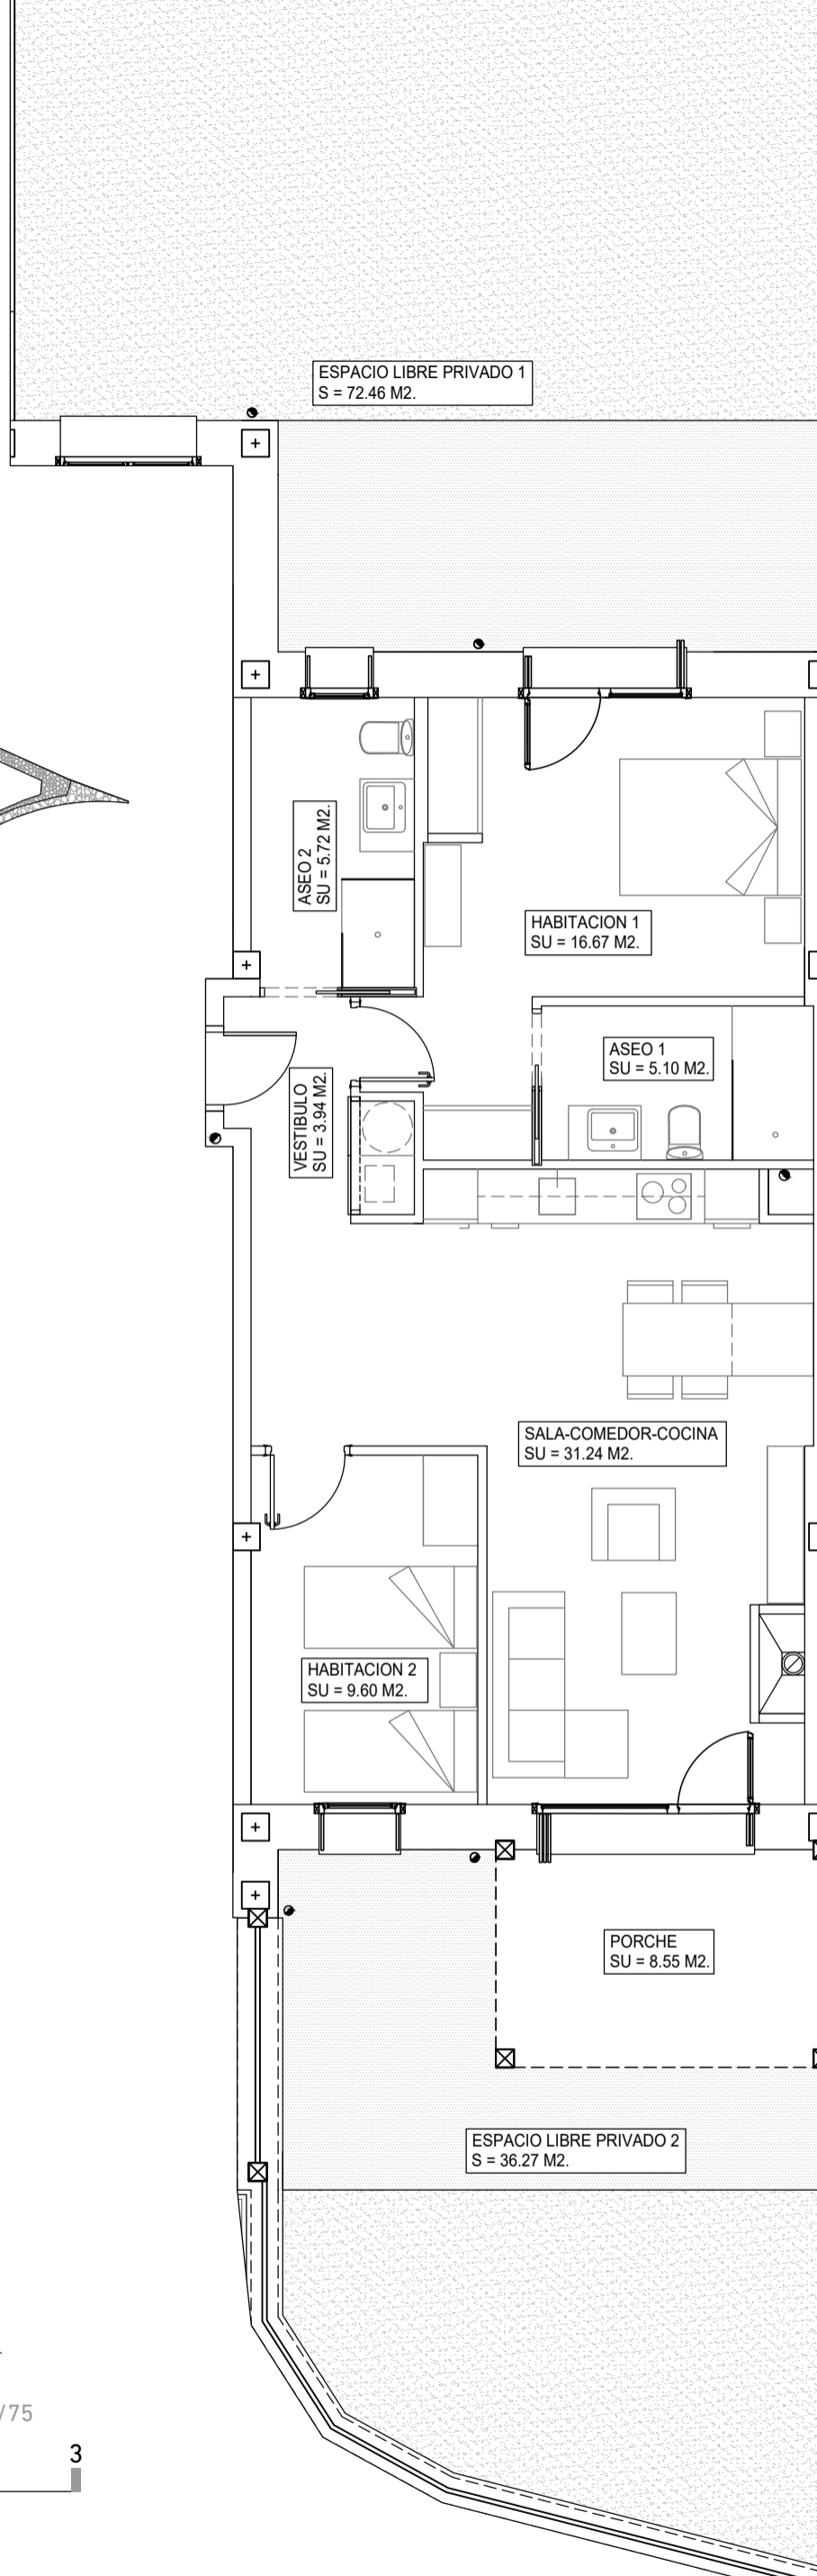 ESPACIO LIBRE PRIVADO 1
S = 72.46 M2.
ASEO 2
SU = 5.72 M2.
HABITACION 1
SU = 16.67 M2.
ASEO 1
SU = 5.10 M2.
VESTIBULO
SU = 3.94 M2.
SALA-COMEDOR-COCINA
SU = 31.24 M2.
HABITACION 2
SU = 9.60 M2.
PORCHE
SU = 8.55 M2.
ESPACIO LIBRE PRIVADO 2
S = 36.27 M2.
/75
3